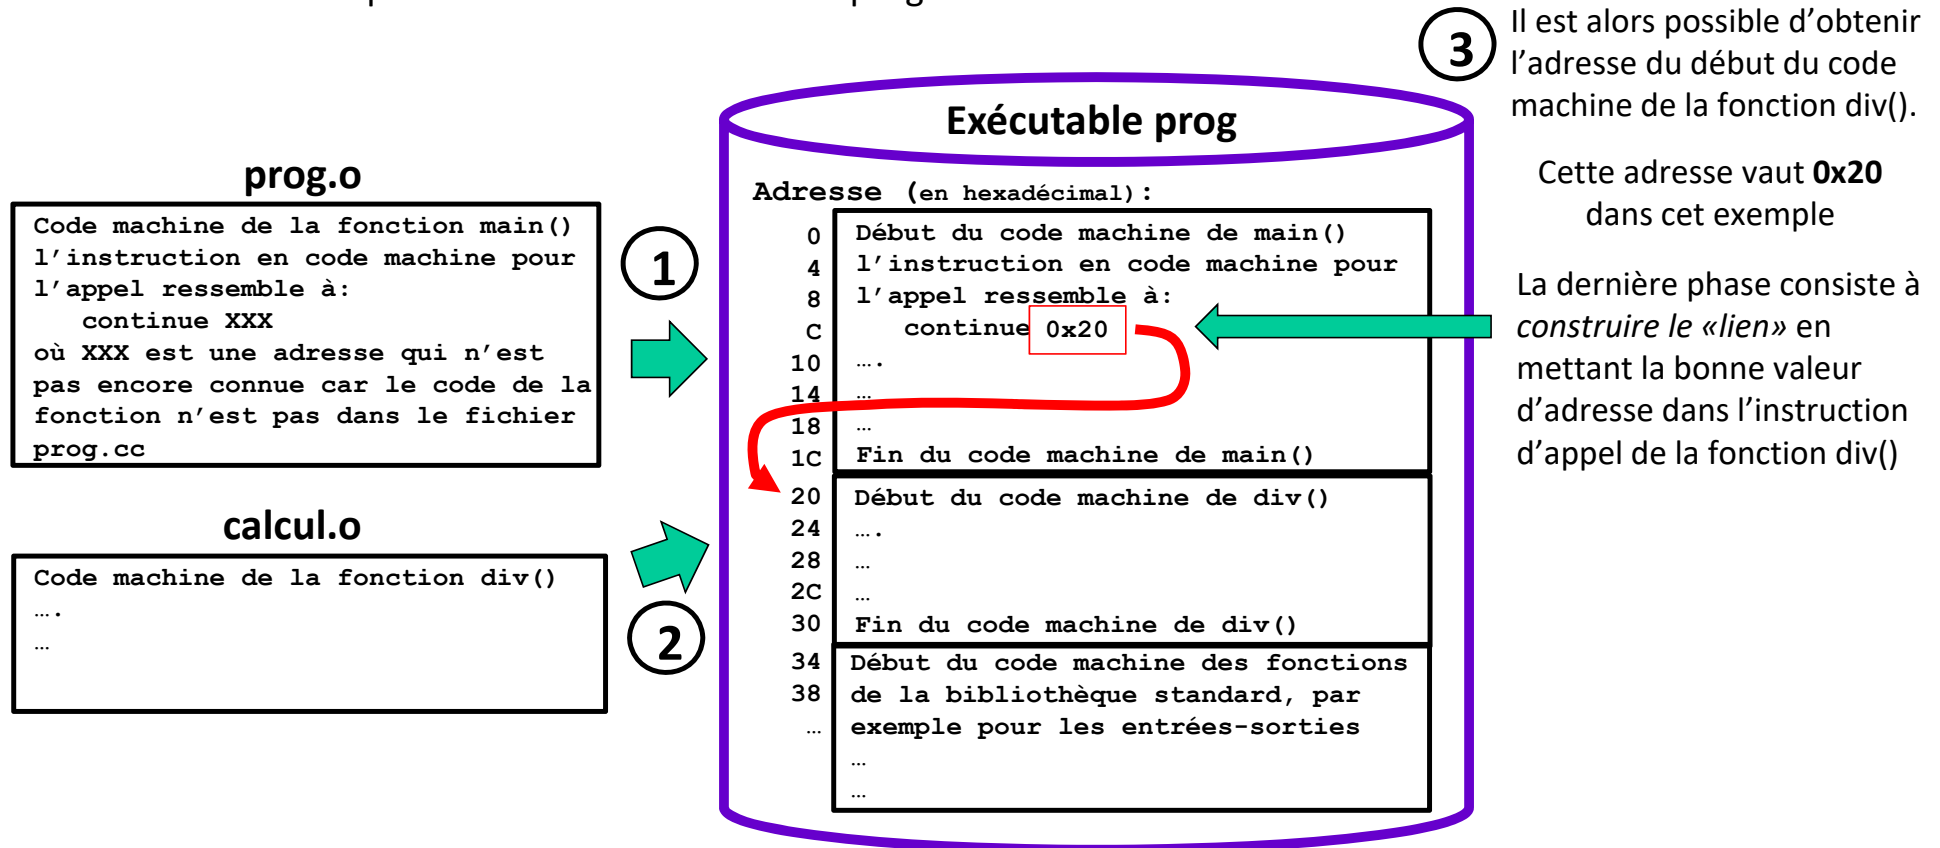 3
Il est alors possible d’obtenir
l’adresse du début du code
machine de la fonction div().
Cette adresse vaut 0x20
dans cet exemple
La dernière phase consiste à
construire le «lien» en
mettant la bonne valeur
d’adresse dans l’instruction
d’appel de la fonction div()
prog.o
Code machine de la fonction main()
l’instruction en code machine pour
l’appel ressemble à:
continue XXX
où XXX est une adresse qui n’est
pas encore connue car le code de la
fonction n’est pas dans le fichier
prog.cc
1
calcul.o
Code machine de la fonction div()
….
…
2
Exécutable prog
Adresse (en hexadécimal):
0 Début du code machine de main()
4 l’instruction en code machine pour
8 l’appel ressemble à:
C continue 0x20
10 ….
14 …
18 …
1C Fin du code machine de main()
20 Début du code machine de div()
24 ….
28 …
2C …
30 Fin du code machine de div()
34 Début du code machine des fonctions
38 de la bibliothèque standard, par
… exemple pour les entrées-sorties
…
…